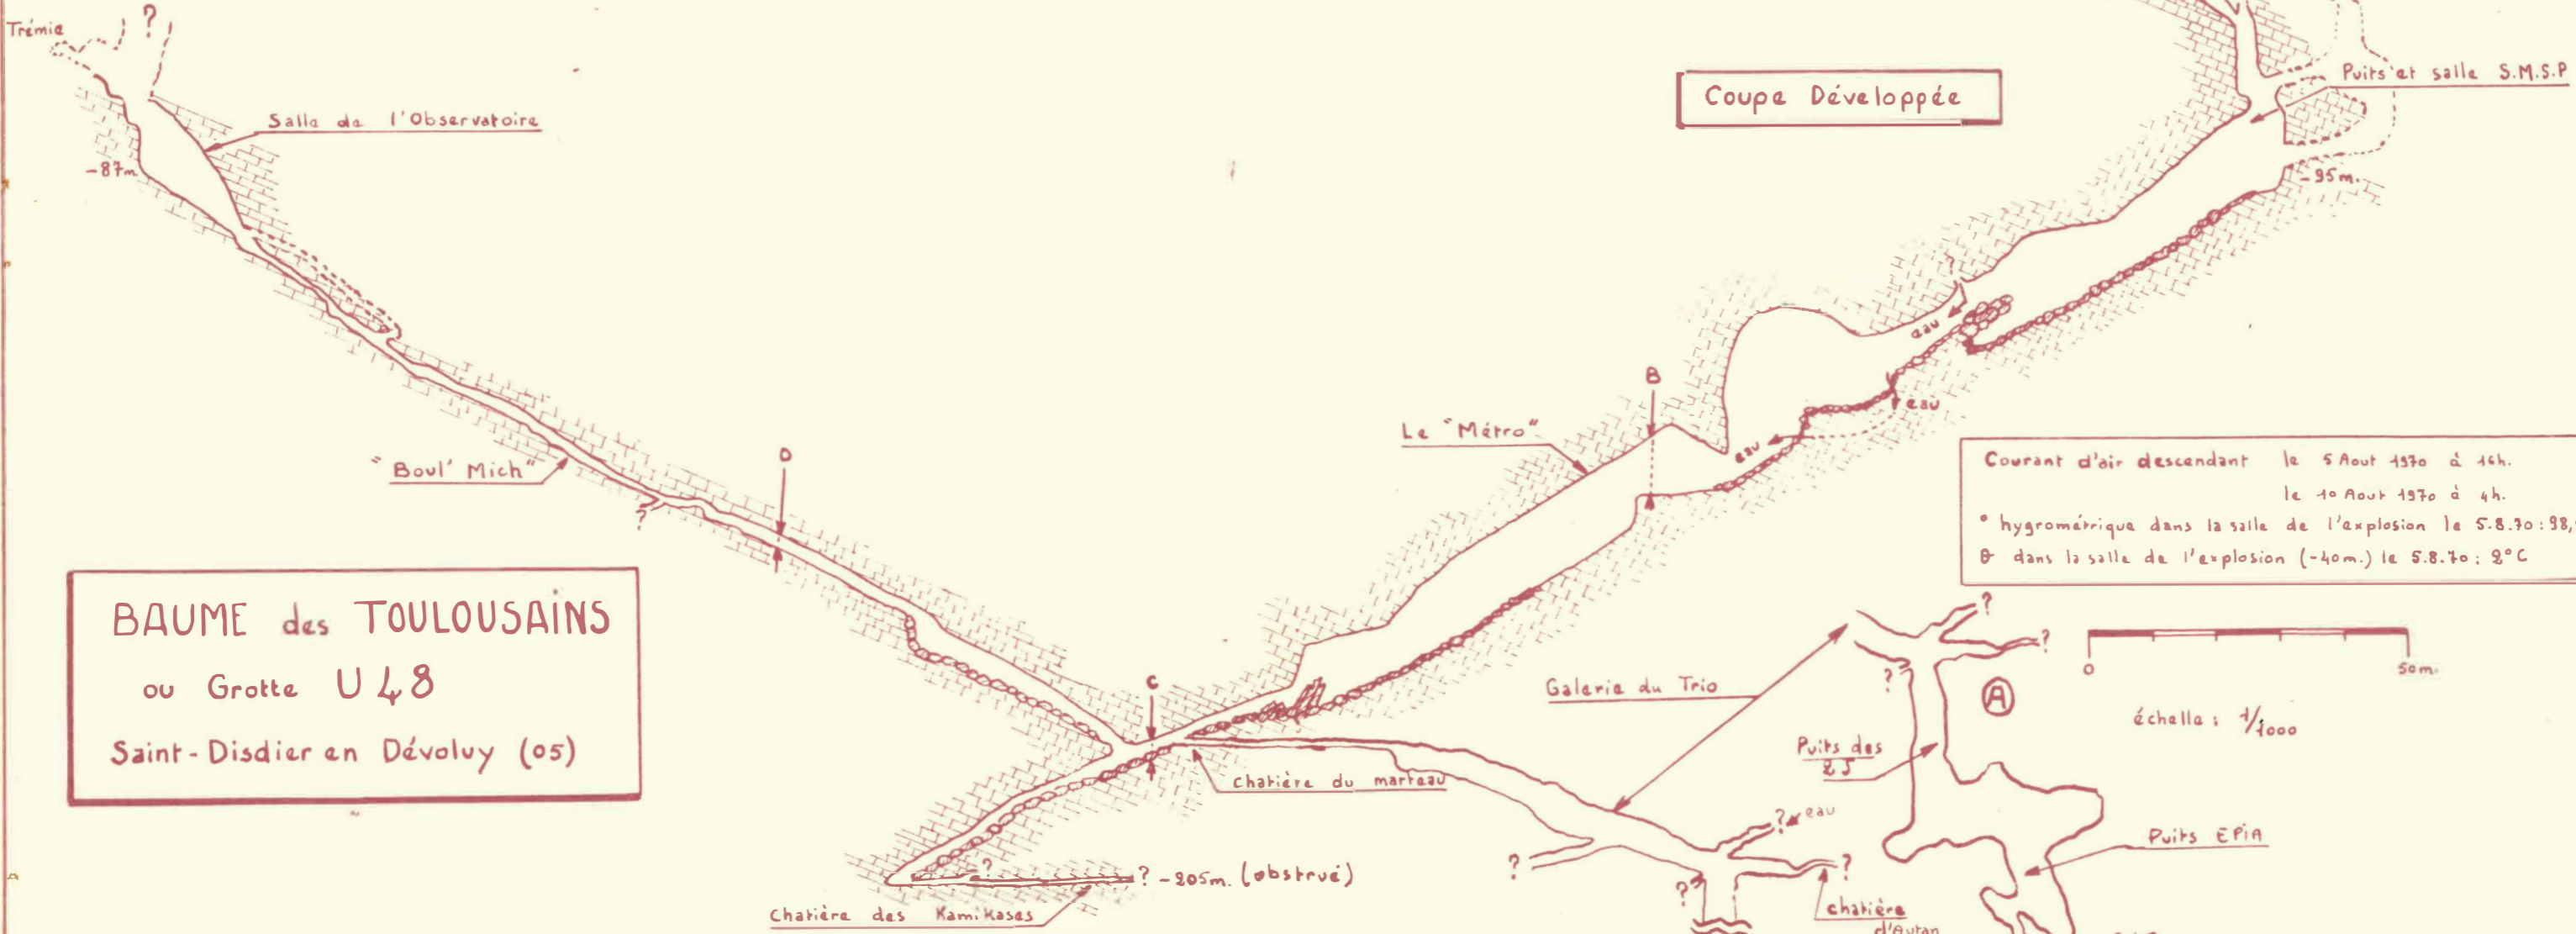 Trémie
?
Salle de l'Observatoire
-87m.
Coupe Développée
Puits et salle S.M.S.P
-95m.
?
eau
eau
eau
B
Le "Métro"
"Boul' Mich"
?
D
Courant d'air descendant le 5 Aout 1970 à 16h.
le 10 Aout 1970 à 4h.
° hygrométrique dans la salle de l'explosion le 5.8.70: 98,
θ dans la salle de l'explosion (-40m.) le 5.8.70: 2°C
BAUME des TOULOUSAINS
ou Grotte U48
Saint-Disdier en Dévoluy (05)
C
Chatière du marteau
Galerie du Trio
?
?
?
A
0
50m.
échelle: 1/1000
Puits des
25
Puits EPIA
? eau
?
?
?
chatière
d'Autan
?
? -205m. (obstrué)
Chatière des Kamikases